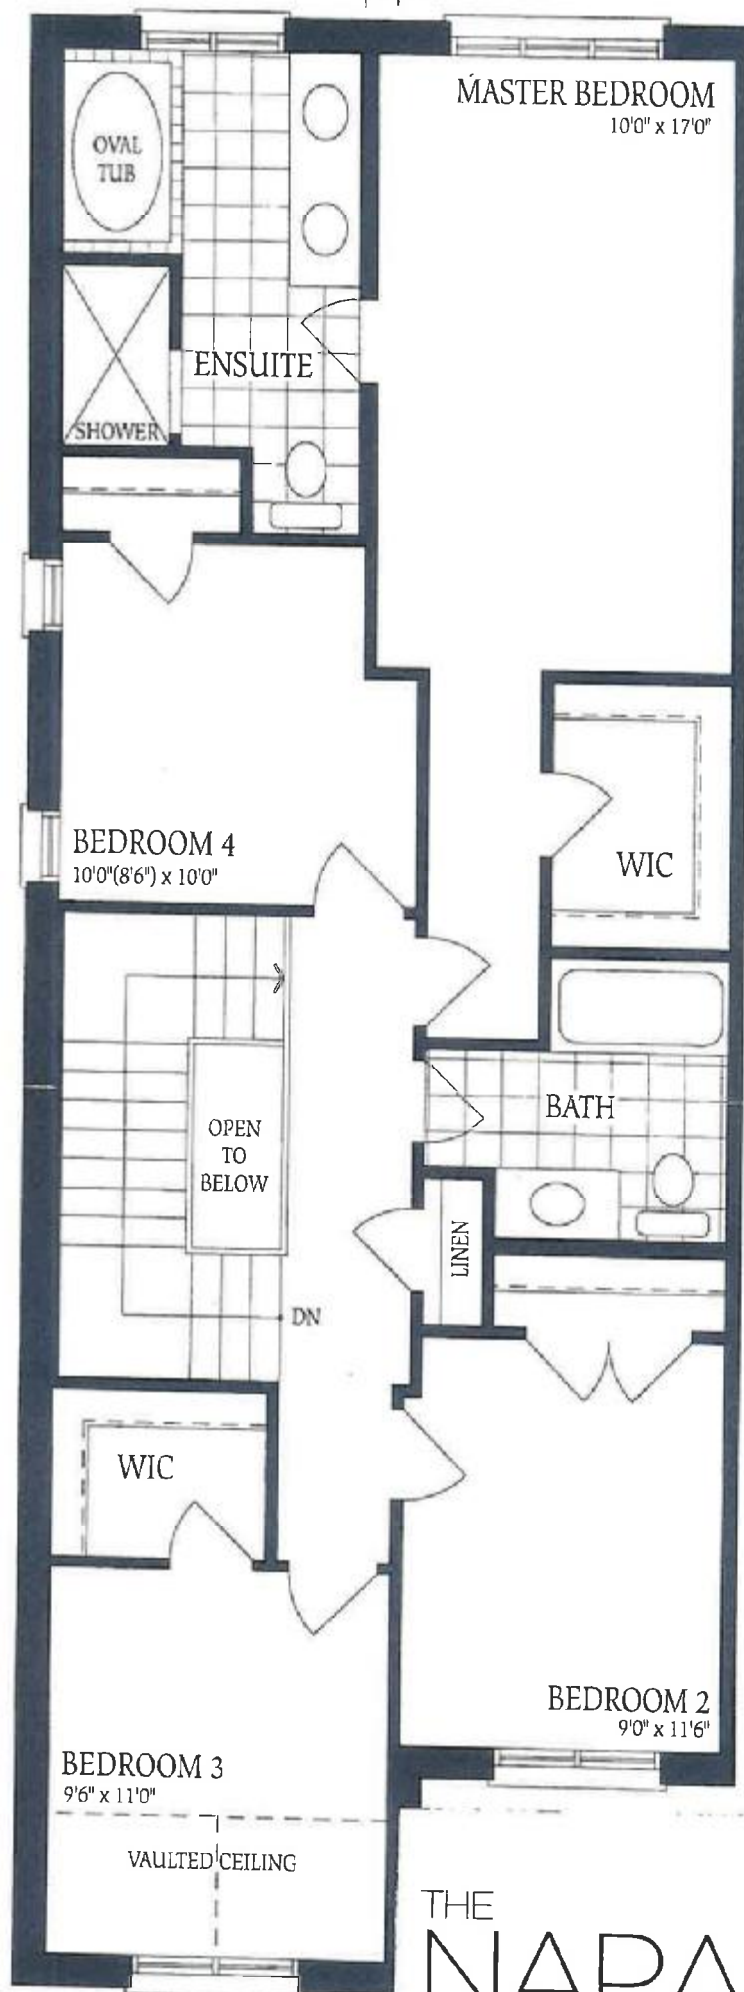 MASTER BEDROOM
10'0" x 17'0"
OVAL
TUB
ENSUITE
SHOWER
BEDROOM 4
10'0"(8'6") x 10'0"
WIC
OPEN
TO
BELOW
BATH
LINEN
DN
WIC
BEDROOM 2
9'0" x 11'6"
BEDROOM 3
9'6" x 11'0"
VAULTED CEILING
THE
NAPA